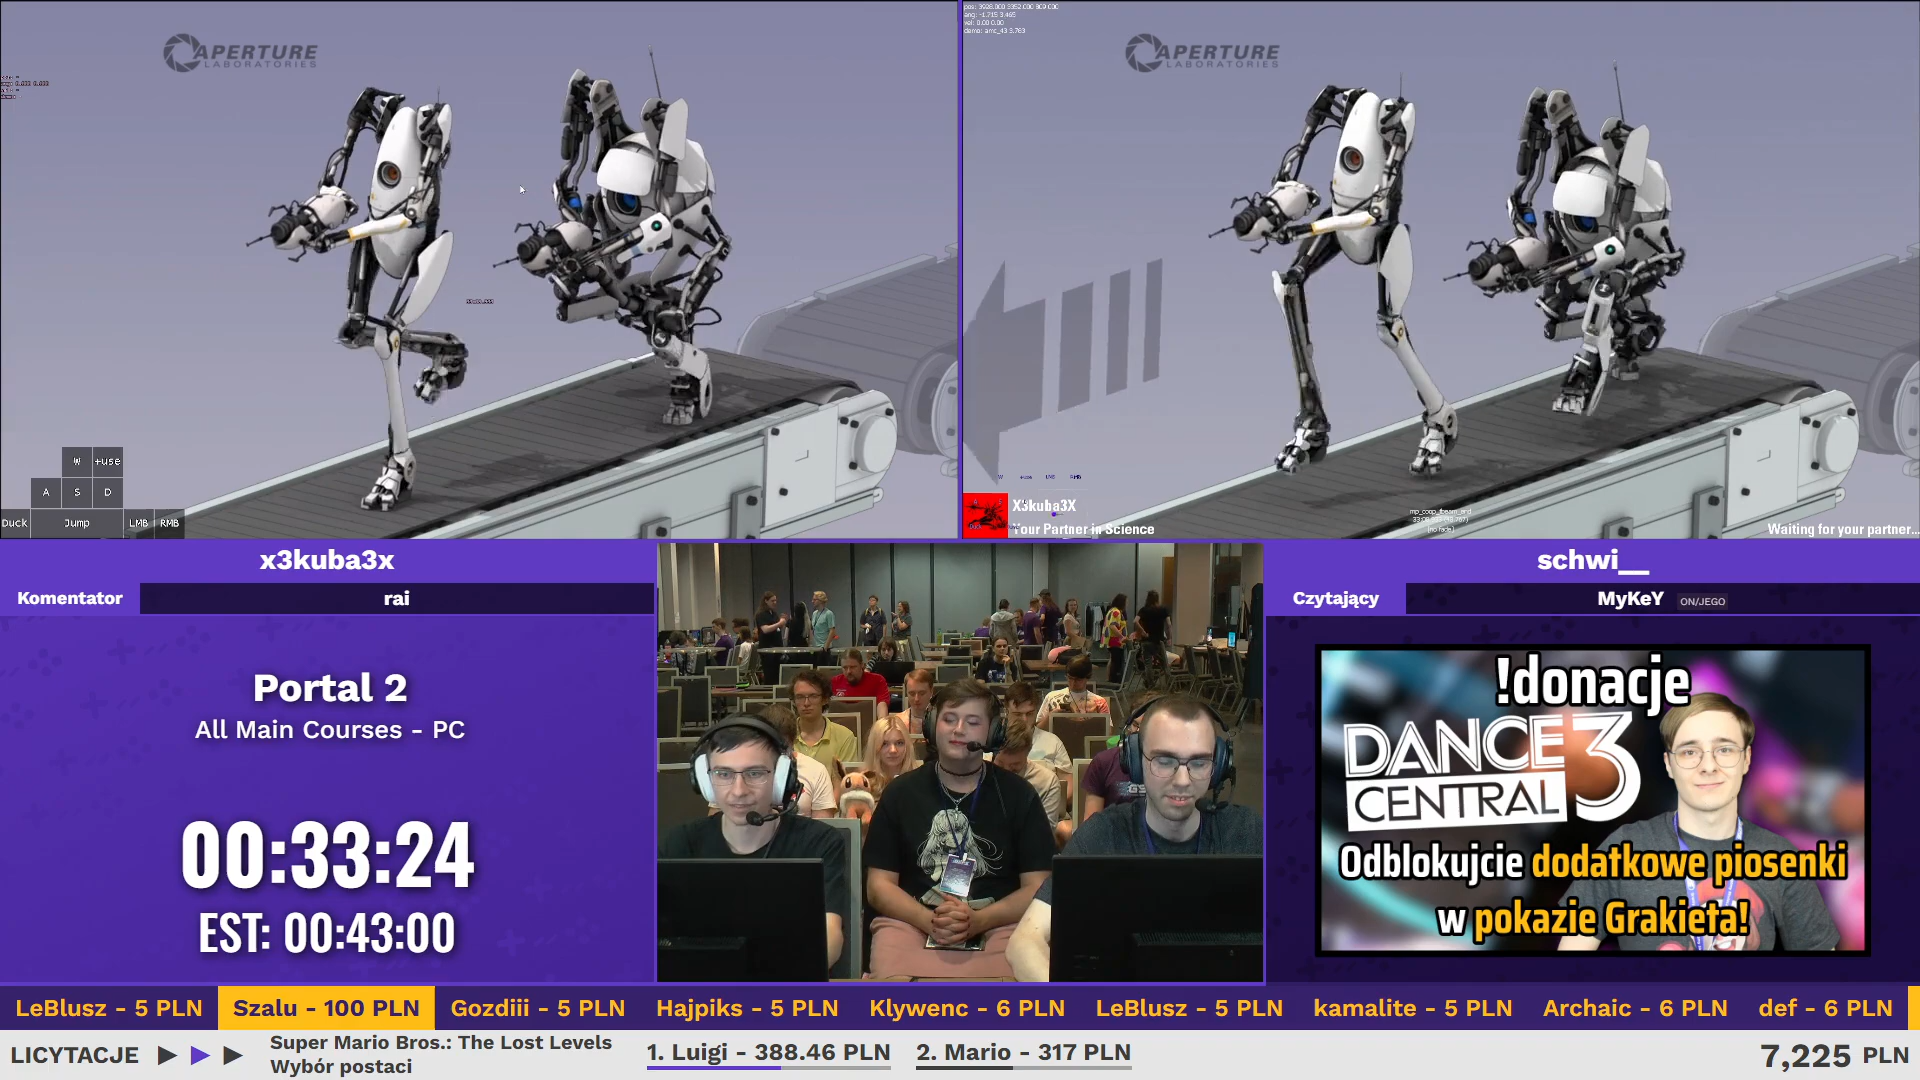 APERTURE
LABORATORIES
APERTURE
LABORATORIES
W +use
A S D
Duck Jump LMB RMB
X3kuba3X
Your Partner in Science
Waiting for your partner...
x3kuba3x
Komentator rai
schwi__
Czytający MyKeY ON/JEGO
Portal 2
All Main Courses - PC
00:33:24
EST: 00:43:00
!donacje
DANCE
CENTRAL 3
Odblokujcie dodatkowe piosenki
w pokazie Grakieta!
LeBlusz - 5 PLN Szalu - 100 PLN Gozdiii - 5 PLN Hajpiks - 5 PLN Klywenc - 6 PLN LeBlusz - 5 PLN kamalite - 5 PLN Archaic - 6 PLN def - 6 PLN
LICYTACJE
Super Mario Bros.: The Lost Levels
Wybór postaci
1. Luigi - 388.46 PLN 2. Mario - 317 PLN
7,225 PLN